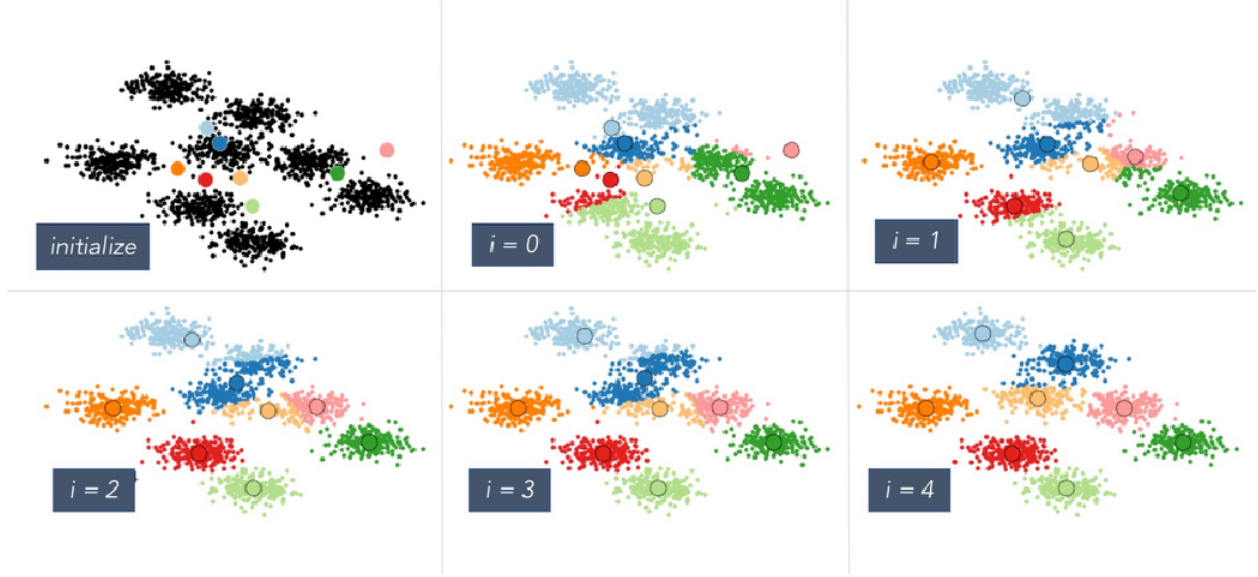 initialize
i = 0
i = 1
i = 2
i = 3
i = 4